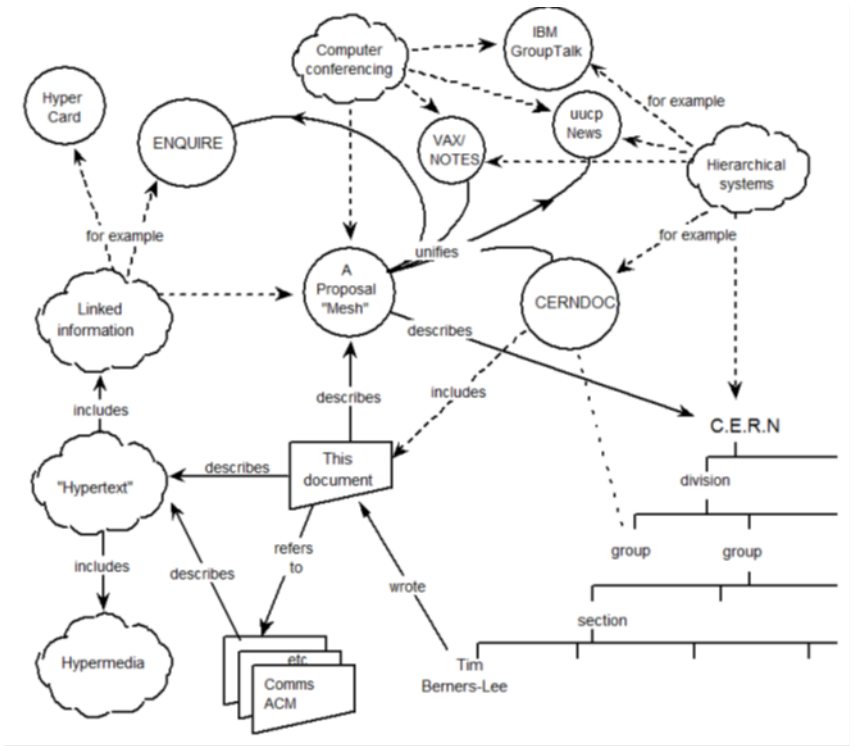 IBM
GroupTalk
Computer
conferencing
Hyper
Card
ENQUIRE
VAX/
NOTES
uucp
News
for example
Hierarchical
systems
for example
for example
unifies
A
Proposal
"Mesh"
CERNDOC
Linked
information
describes
includes
includes
describes
C.E.R.N
This
document
describes
"Hypertext"
division
refers
to
group
group
includes
describes
wrote
section
Hypermedia
etc
Comms
ACM
Tim
Berners-Lee